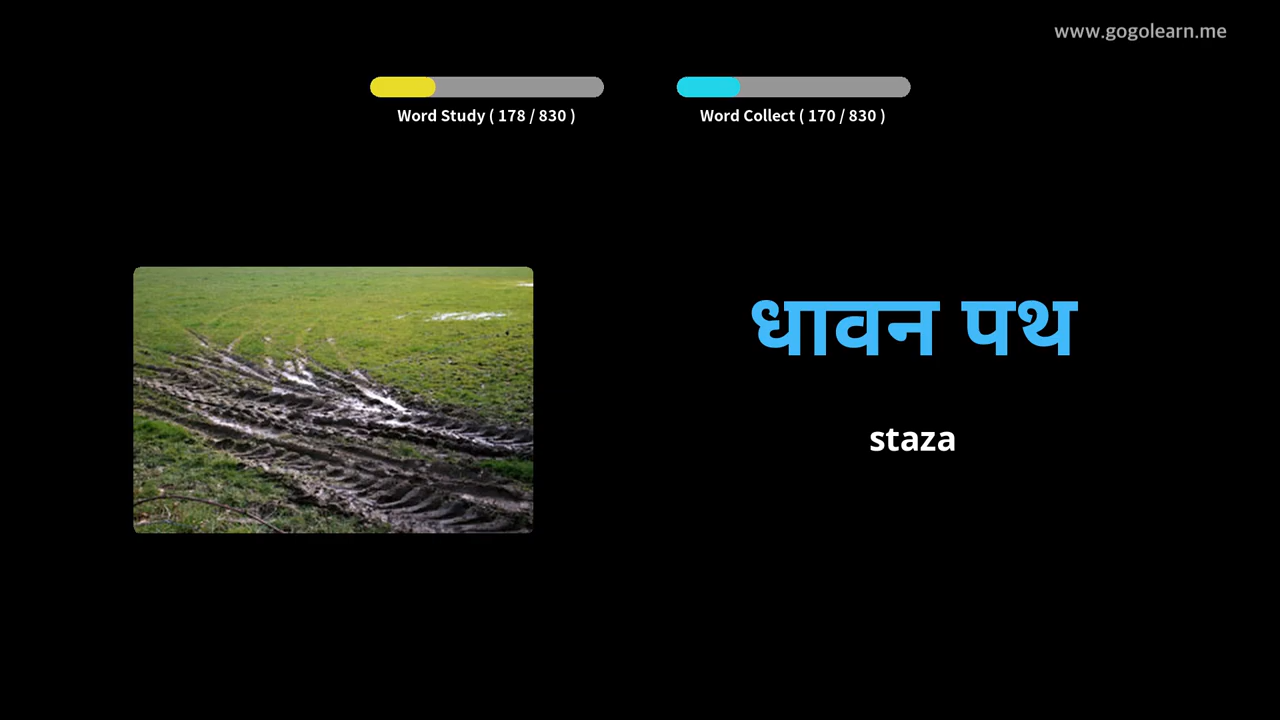 www.gogolearn.me
Word Study ( 178 / 830 )
Word Collect ( 170 / 830 )
धावन पथ
staza